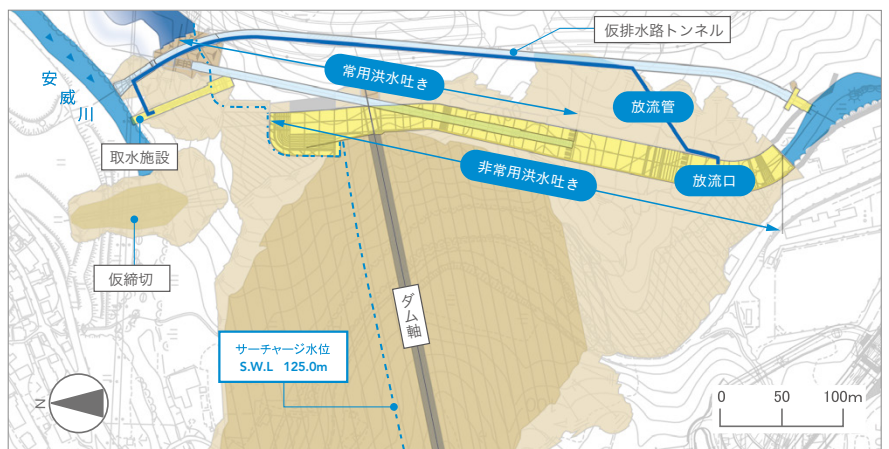 仮排水路トンネル
常用洪水吐き
安威川
放流管
取水施設
非常用洪水吐き
放流口
仮締切
ダム軸
サーチャージ水位
S.W.L 125.0m
N
0 50 100m